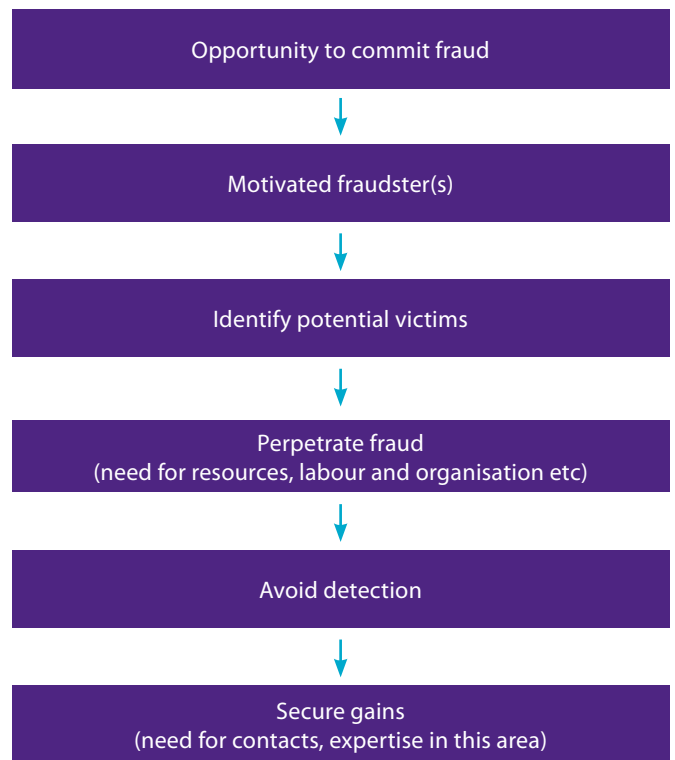 Opportunity to commit fraud
Motivated fraudster(s)
Identify potential victims
Perpetrate fraud
(need for resources, labour and organisation etc)
Avoid detection
Secure gains
(need for contacts, expertise in this area)